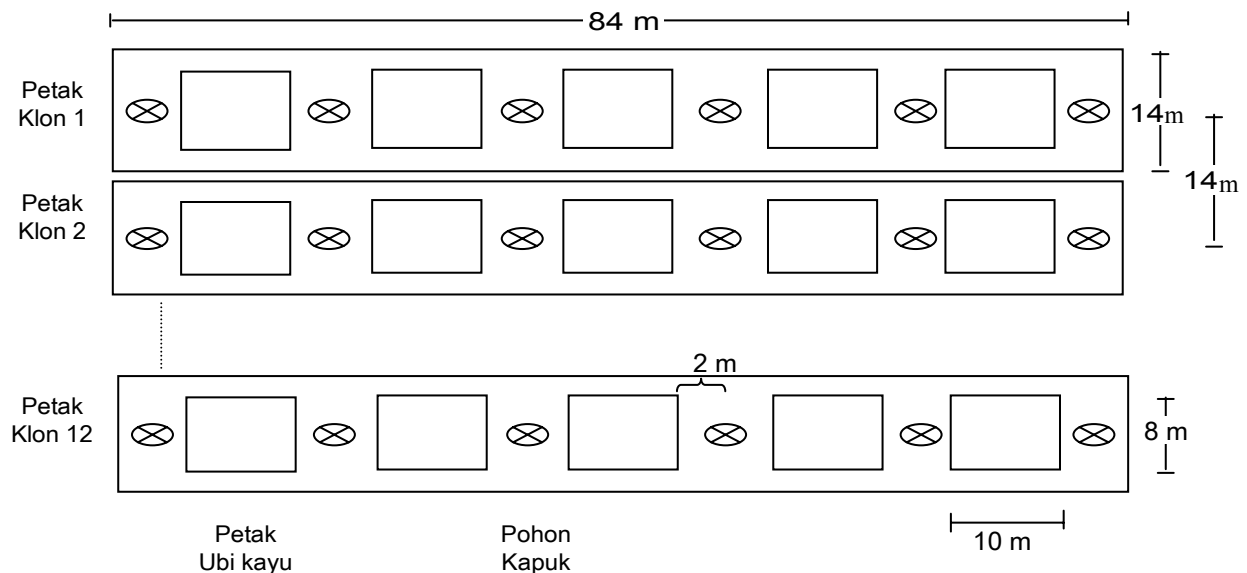 84 m
Petak
Klon 1
14m
14m
Petak
Klon 2
2 m
Petak
Klon 12
8 m
10 m
Petak
Ubi kayu
Pohon
Kapuk